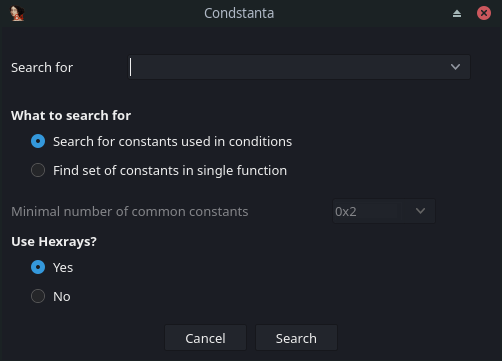 Condstanta
Search for
What to search for
Search for constants used in conditions
Find set of constants in single function
Minimal number of common constants 0x2
Use Hexrays?
Yes
No
Cancel Search